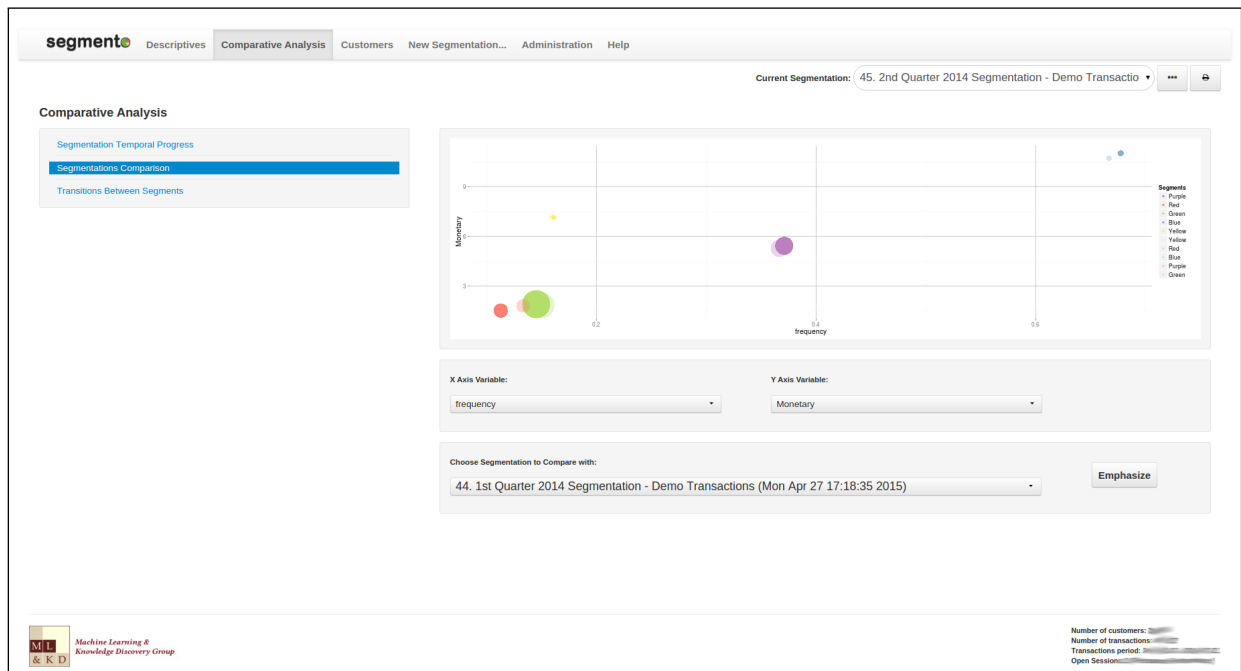 segmento Descriptives Comparative Analysis Customers New Segmentation... Administration Help
Current Segmentation: 45. 2nd Quarter 2014 Segmentation - Demo Transactio
Comparative Analysis
Segmentation Temporal Progress
Segmentations Comparison
Transitions Between Segments
9
6
3
Monetary
0.2 0.4 0.6
frequency
Segments
Purple
Red
Green
Blue
Yellow
Yellow
Red
Blue
Purple
Green
X Axis Variable: Y Axis Variable:
frequency Monetary
Choose Segmentation to Compare with:
44. 1st Quarter 2014 Segmentation - Demo Transactions (Mon Apr 27 17:18:35 2015)
Emphasize
M L
& K D
Machine Learning &
Knowledge Discovery Group
Number of customers:
Number of transactions:
Transactions period:
Open Session: